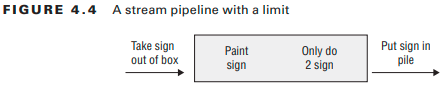 FIGURE 4.4 A stream pipeline with a limit
Take sign
out of box
Paint
sign
Only do
2 sign
Put sign in
pile